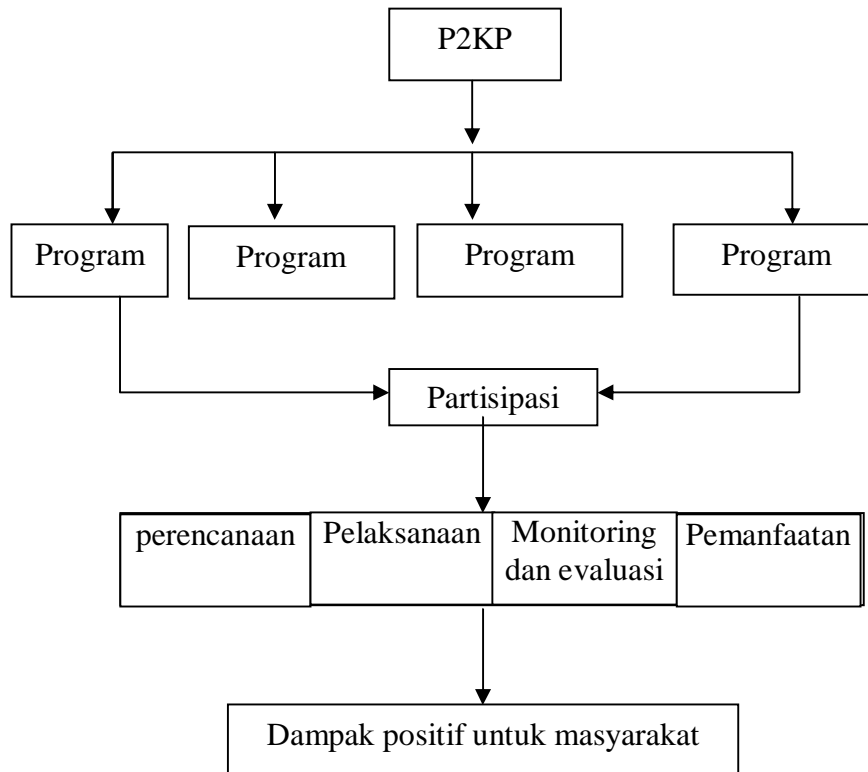 P2KP
Program
Program
Program
Program
Partisipasi
perencanaan
Pelaksanaan
Monitoring
dan evaluasi
Pemanfaatan
Dampak positif untuk masyarakat